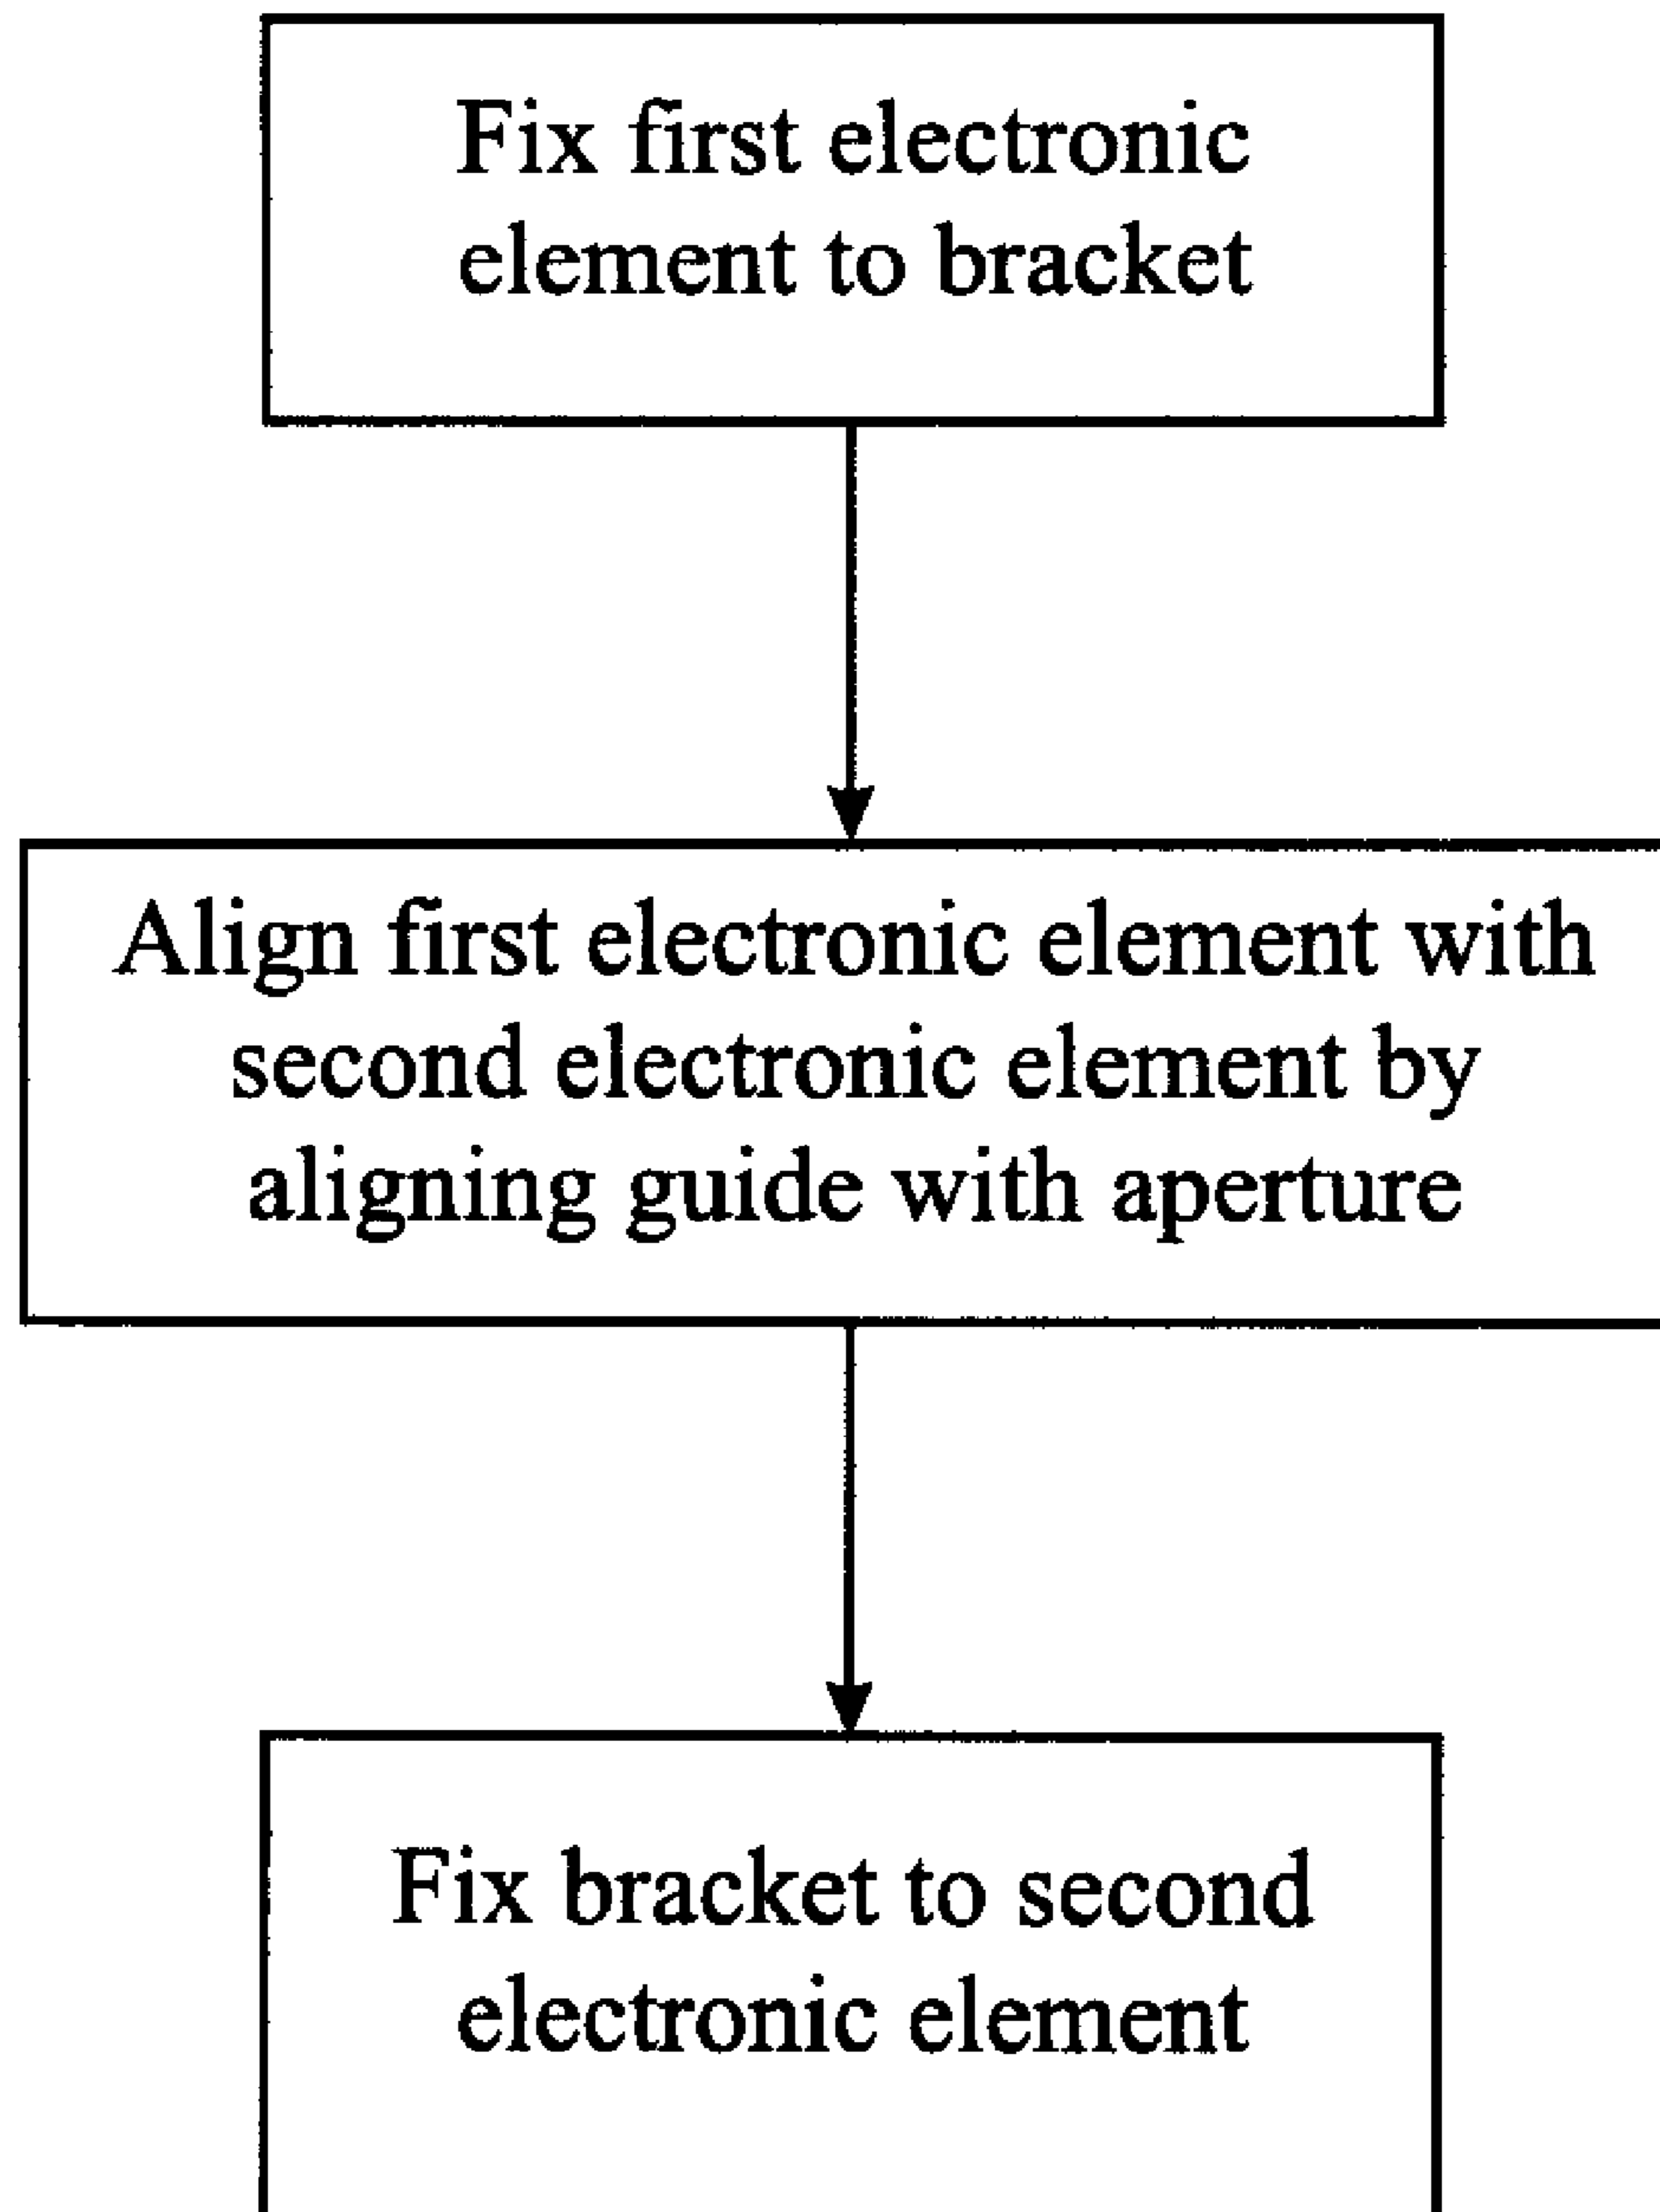 Fix first electronic
element to bracket
Align first electronic element with
second electronic element by
aligning guide with aperture
Fix bracket to second
electronic element